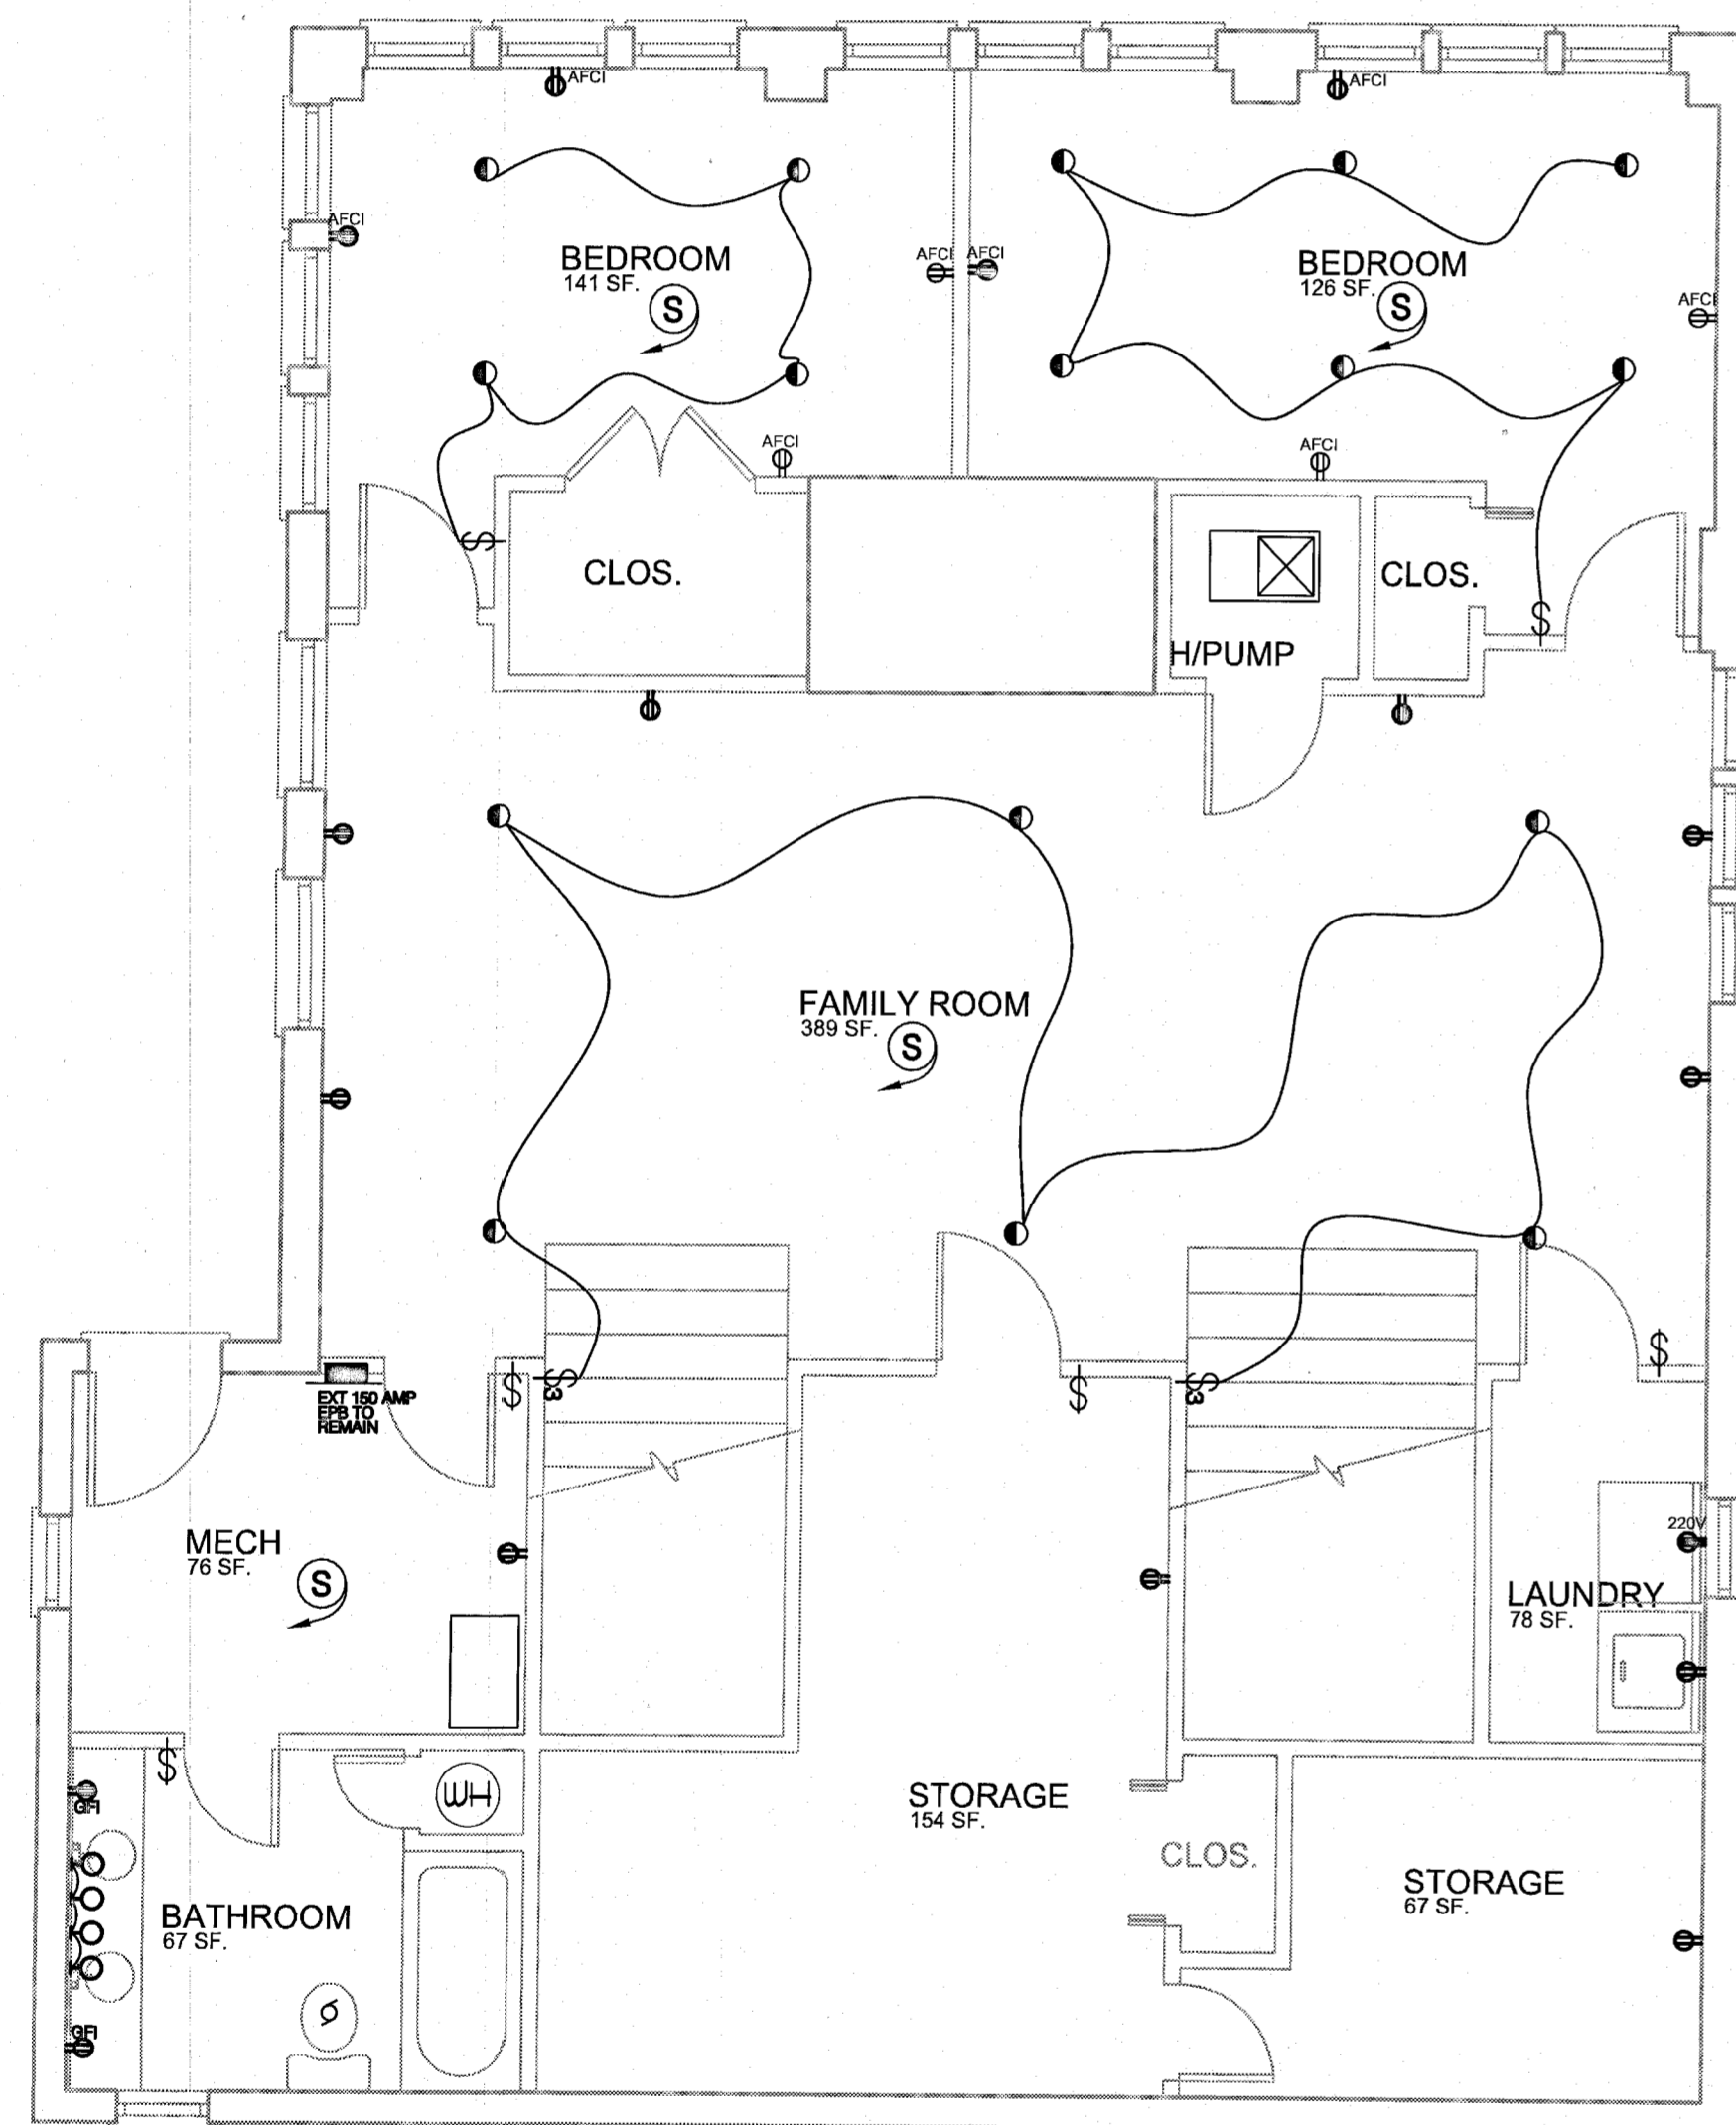 AFCI
AFCI
AFCI
BEDROOM
141 SF.
S
AFCI
AFCI
BEDROOM
126 SF.
S
AFCI
AFCI
AFCI
$
CLOS.
CLOS.
$
H/PUMP
FAMILY ROOM
389 SF.
S
$
$3
$
$3
$
EXT 150 AMP
EPB TO
REMAIN
MECH
76 SF.
S
220V
LAUNDRY
78 SF.
$
WH
GFI
STORAGE
154 SF.
CLOS.
STORAGE
67 SF.
BATHROOM
67 SF.
GFI